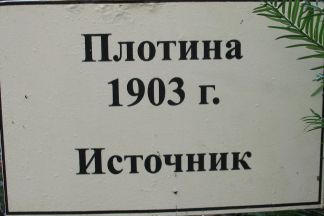 Плотина
1903 г.
Источник